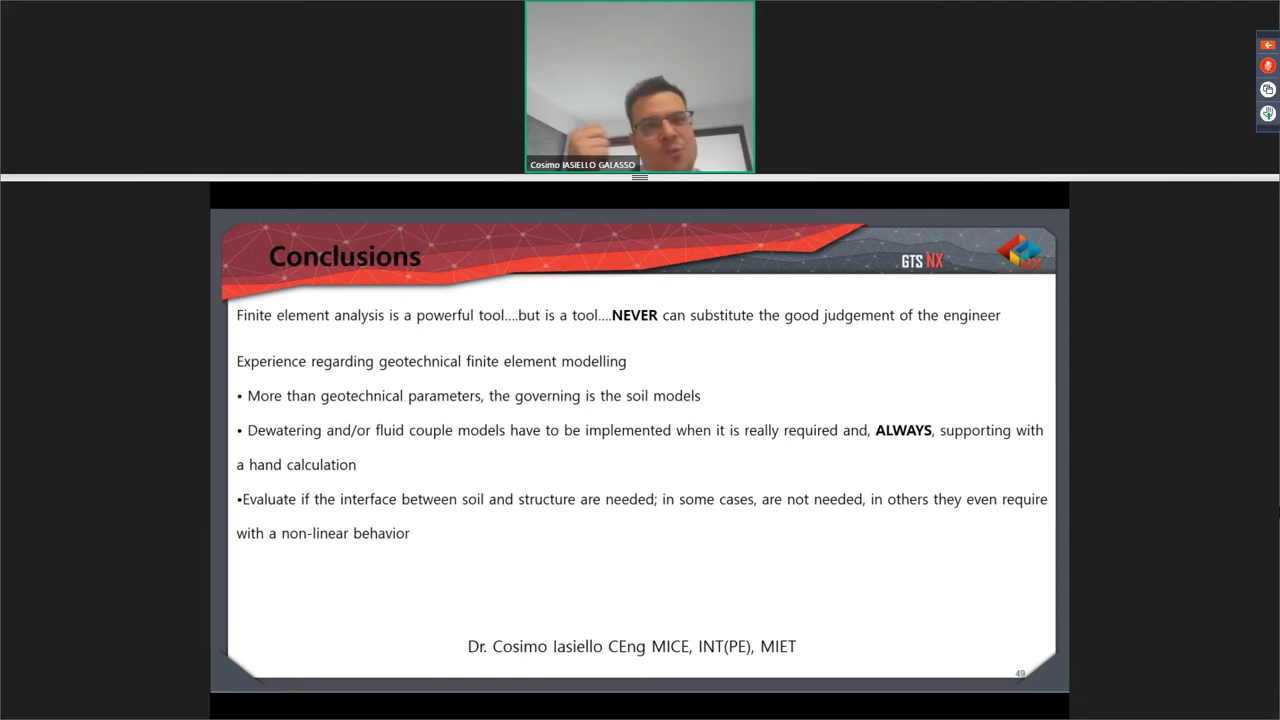 Cosimo IASIELLO GALASSO
Conclusions
GTS NX
NX
Finite element analysis is a powerful tool....but is a tool....NEVER can substitute the good judgement of the engineer
Experience regarding geotechnical finite element modelling
• More than geotechnical parameters, the governing is the soil models
• Dewatering and/or fluid couple models have to be implemented when it is really required and, ALWAYS, supporting with
a hand calculation
•Evaluate if the interface between soil and structure are needed; in some cases, are not needed, in others they even require
with a non-linear behavior
Dr. Cosimo Iasiello CEng MICE, INT(PE), MIET
49